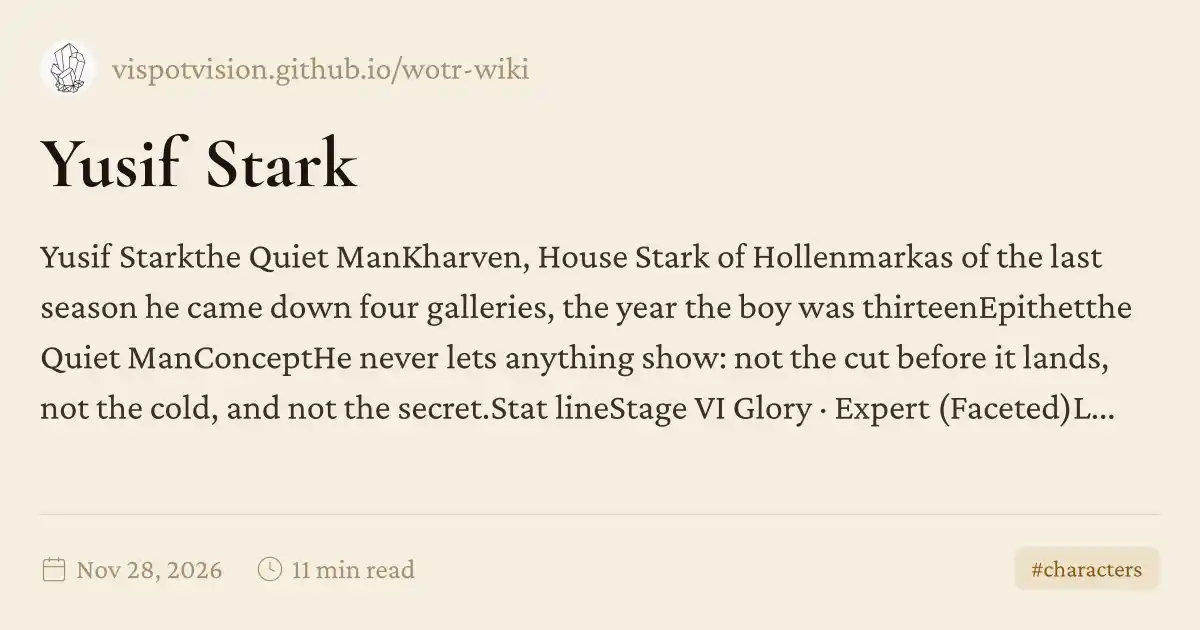 vispotvision.github.io/wotr-wiki
Yusif Stark
Yusif Starkthe Quiet ManKharven, House Stark of Hollenmarkas of the last
season he came down four galleries, the year the boy was thirteenEpithetthe
Quiet ManConceptHe never lets anything show: not the cut before it lands,
not the cold, and not the secret.Stat lineStage VI Glory · Expert (Faceted)L...
Nov 28, 2026
11 min read
#characters